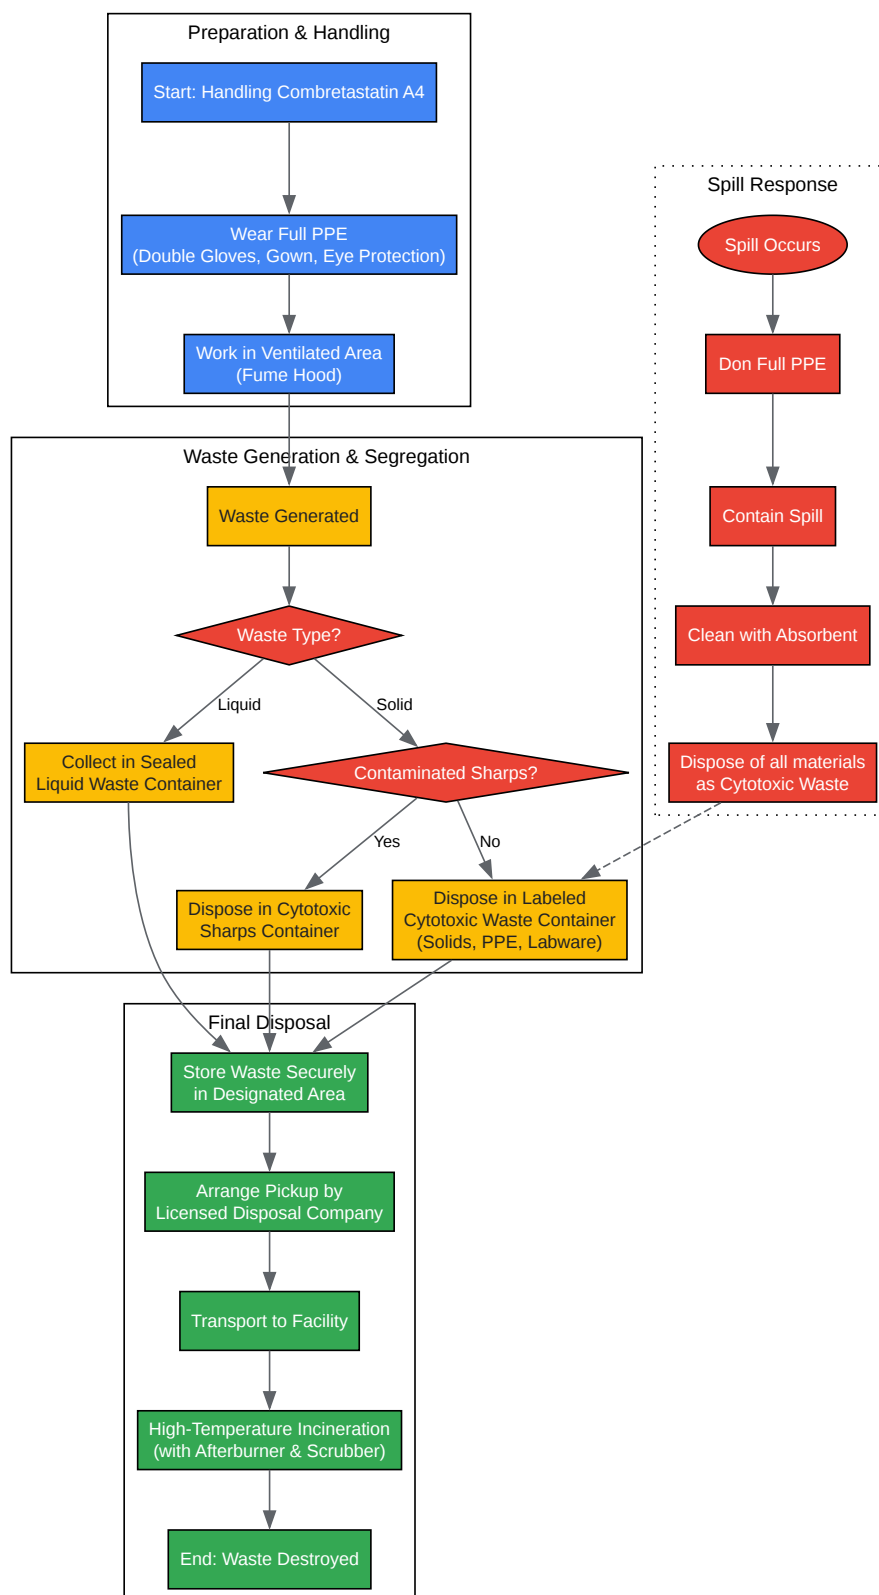 Preparation & Handling
Start: Handling Combretastatin A4
Wear Full PPE
(Double Gloves, Gown, Eye Protection)
Work in Ventilated Area
(Fume Hood)
Spill Response
Spill Occurs
Don Full PPE
Contain Spill
Clean with Absorbent
Dispose of all materials
as Cytotoxic Waste
Waste Generation & Segregation
Waste Generated
Waste Type?
Liquid
Solid
Collect in Sealed
Liquid Waste Container
Contaminated Sharps?
Yes
No
Dispose in Cytotoxic
Sharps Container
Dispose in Labeled
Cytotoxic Waste Container
(Solids, PPE, Labware)
Final Disposal
Store Waste Securely
in Designated Area
Arrange Pickup by
Licensed Disposal Company
Transport to Facility
High-Temperature Incineration
(with Afterburner & Scrubber)
End: Waste Destroyed